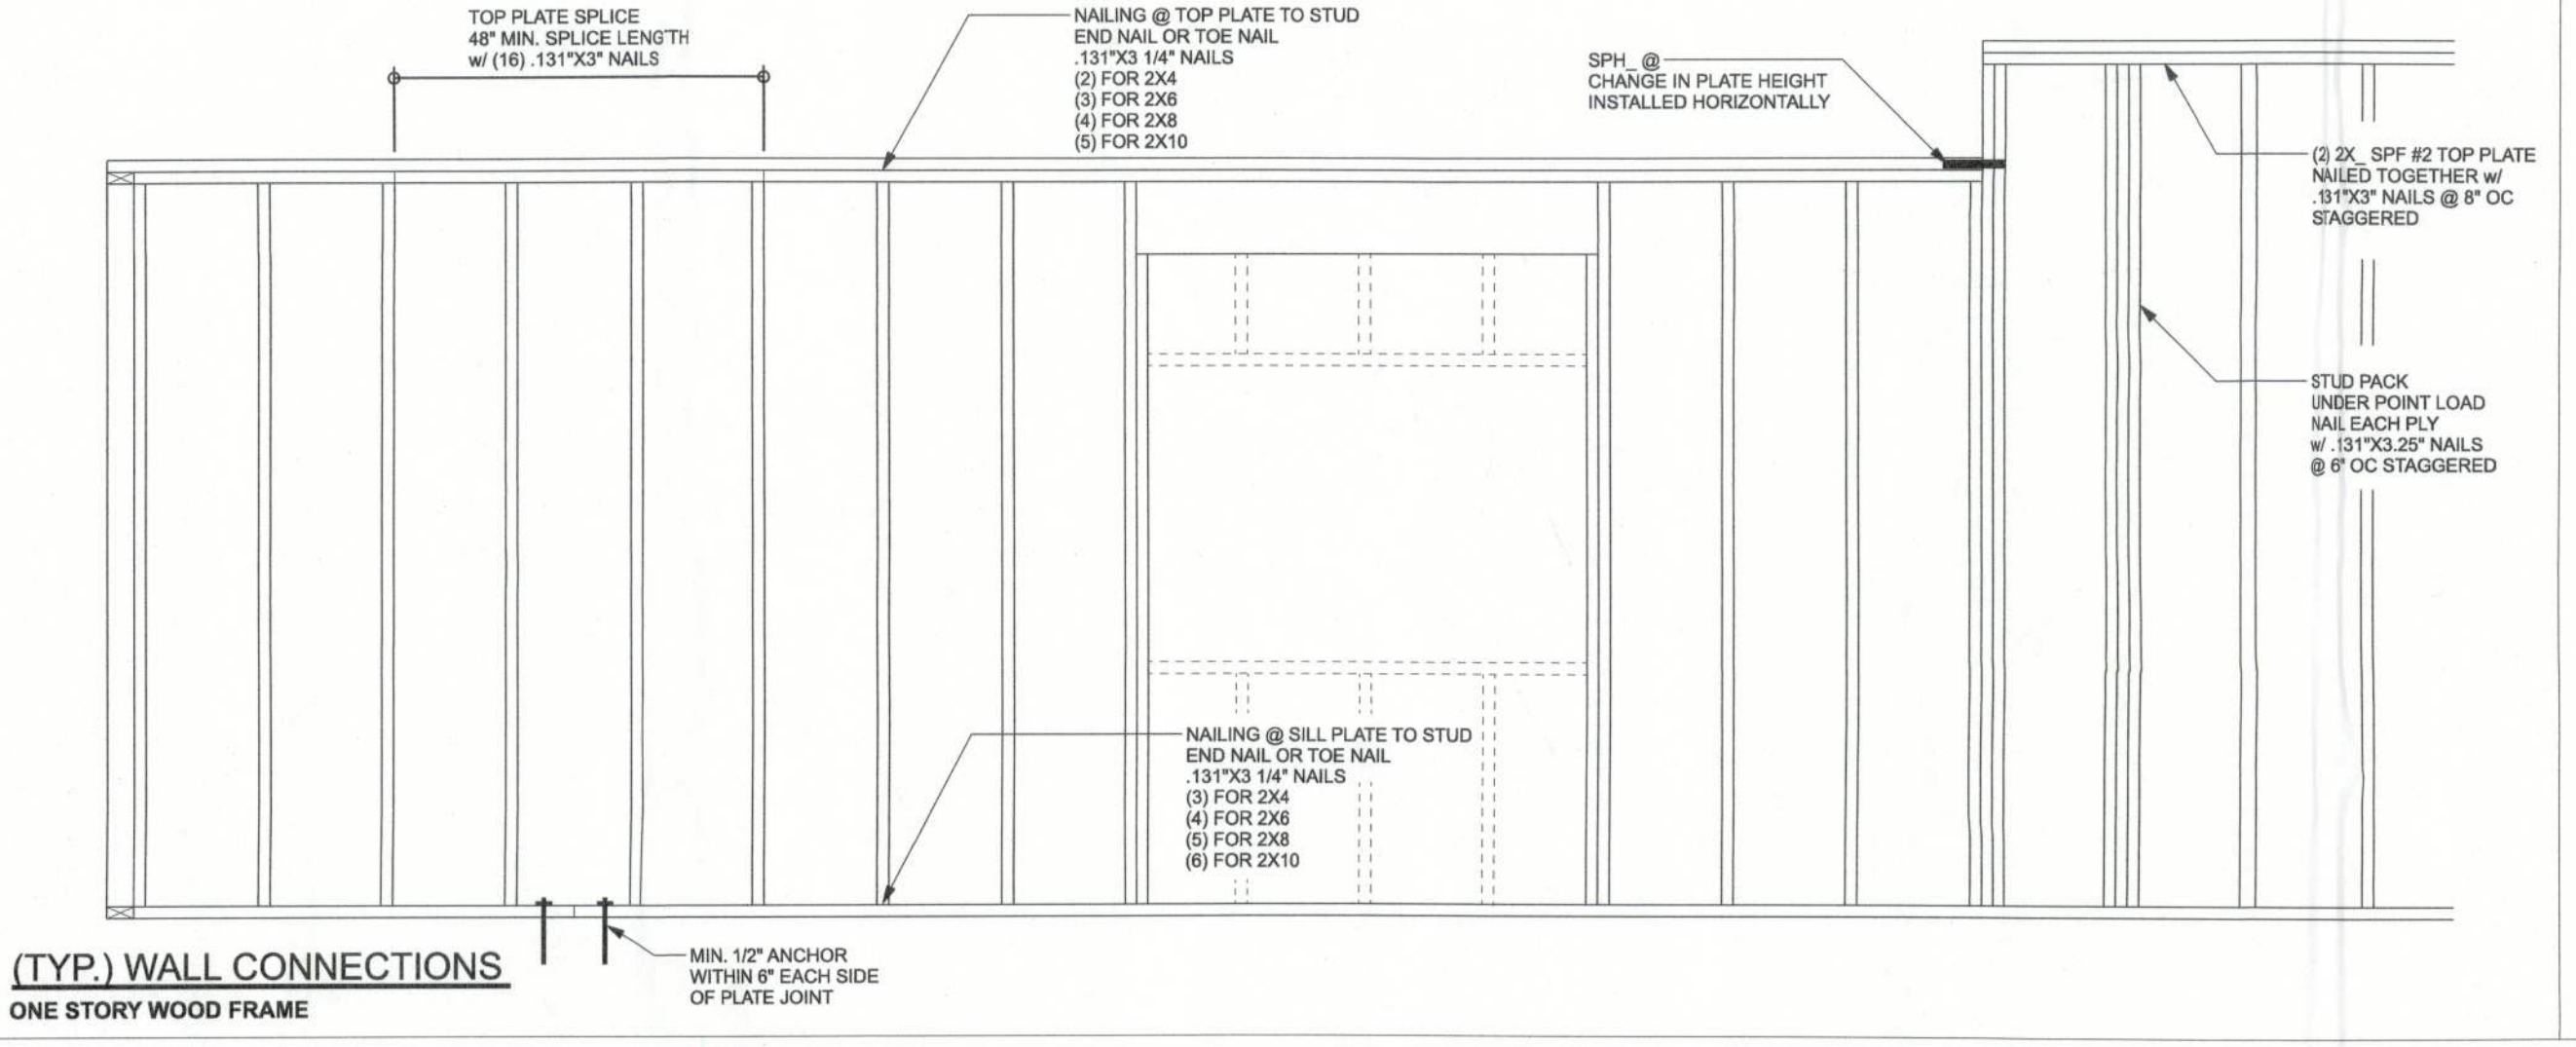 TOP PLATE SPLICE
48" MIN. SPLICE LENGTH
w/ (16) .131"X3" NAILS
NAILING @ TOP PLATE TO STUD
END NAIL OR TOE NAIL
.131"X3 1/4" NAILS
(2) FOR 2X4
(3) FOR 2X6
(4) FOR 2X8
(5) FOR 2X10
SPH_ @
CHANGE IN PLATE HEIGHT
INSTALLED HORIZONTALLY
(2) 2X_ SPF #2 TOP PLATE
NAILED TOGETHER w/
.131"X3" NAILS @ 8" OC
STAGGERED
STUD PACK
UNDER POINT LOAD
NAIL EACH PLY
w/ .131"X3.25" NAILS
@ 6" OC STAGGERED
NAILING @ SILL PLATE TO STUD
END NAIL OR TOE NAIL
.131"X3 1/4" NAILS
(3) FOR 2X4
(4) FOR 2X6
(5) FOR 2X8
(6) FOR 2X10
MIN. 1/2" ANCHOR
WITHIN 6" EACH SIDE
OF PLATE JOINT
(TYP.) WALL CONNECTIONS
ONE STORY WOOD FRAME